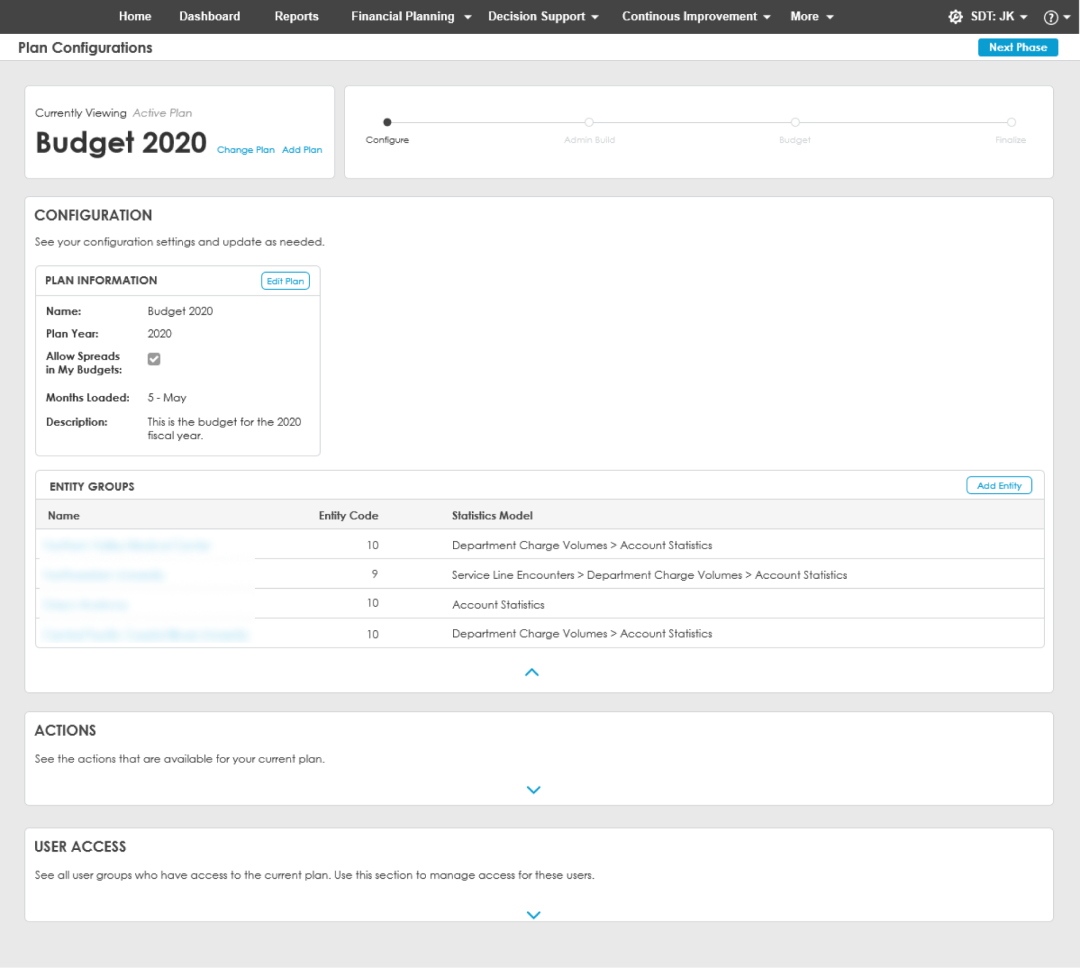 Home Dashboard Reports Financial Planning Decision Support Continous Improvement More SDT: JK ?
Plan Configurations Next Phase
Currently Viewing Active Plan
Budget 2020 Change Plan Add Plan
Configure Admin Build Budget Finalize
CONFIGURATION
See your configuration settings and update as needed.
PLAN INFORMATION Edit Plan
Name: Budget 2020
Plan Year: 2020
Allow Spreads
in My Budgets:
Months Loaded: 5 - May
Description: This is the budget for the 2020
fiscal year.
ENTITY GROUPS Add Entity
Name Entity Code Statistics Model
10 Department Charge Volumes > Account Statistics
9 Service Line Encounters > Department Charge Volumes > Account Statistics
10 Account Statistics
10 Department Charge Volumes > Account Statistics
ACTIONS
See the actions that are available for your current plan.
USER ACCESS
See all user groups who have access to the current plan. Use this section to manage access for these users.